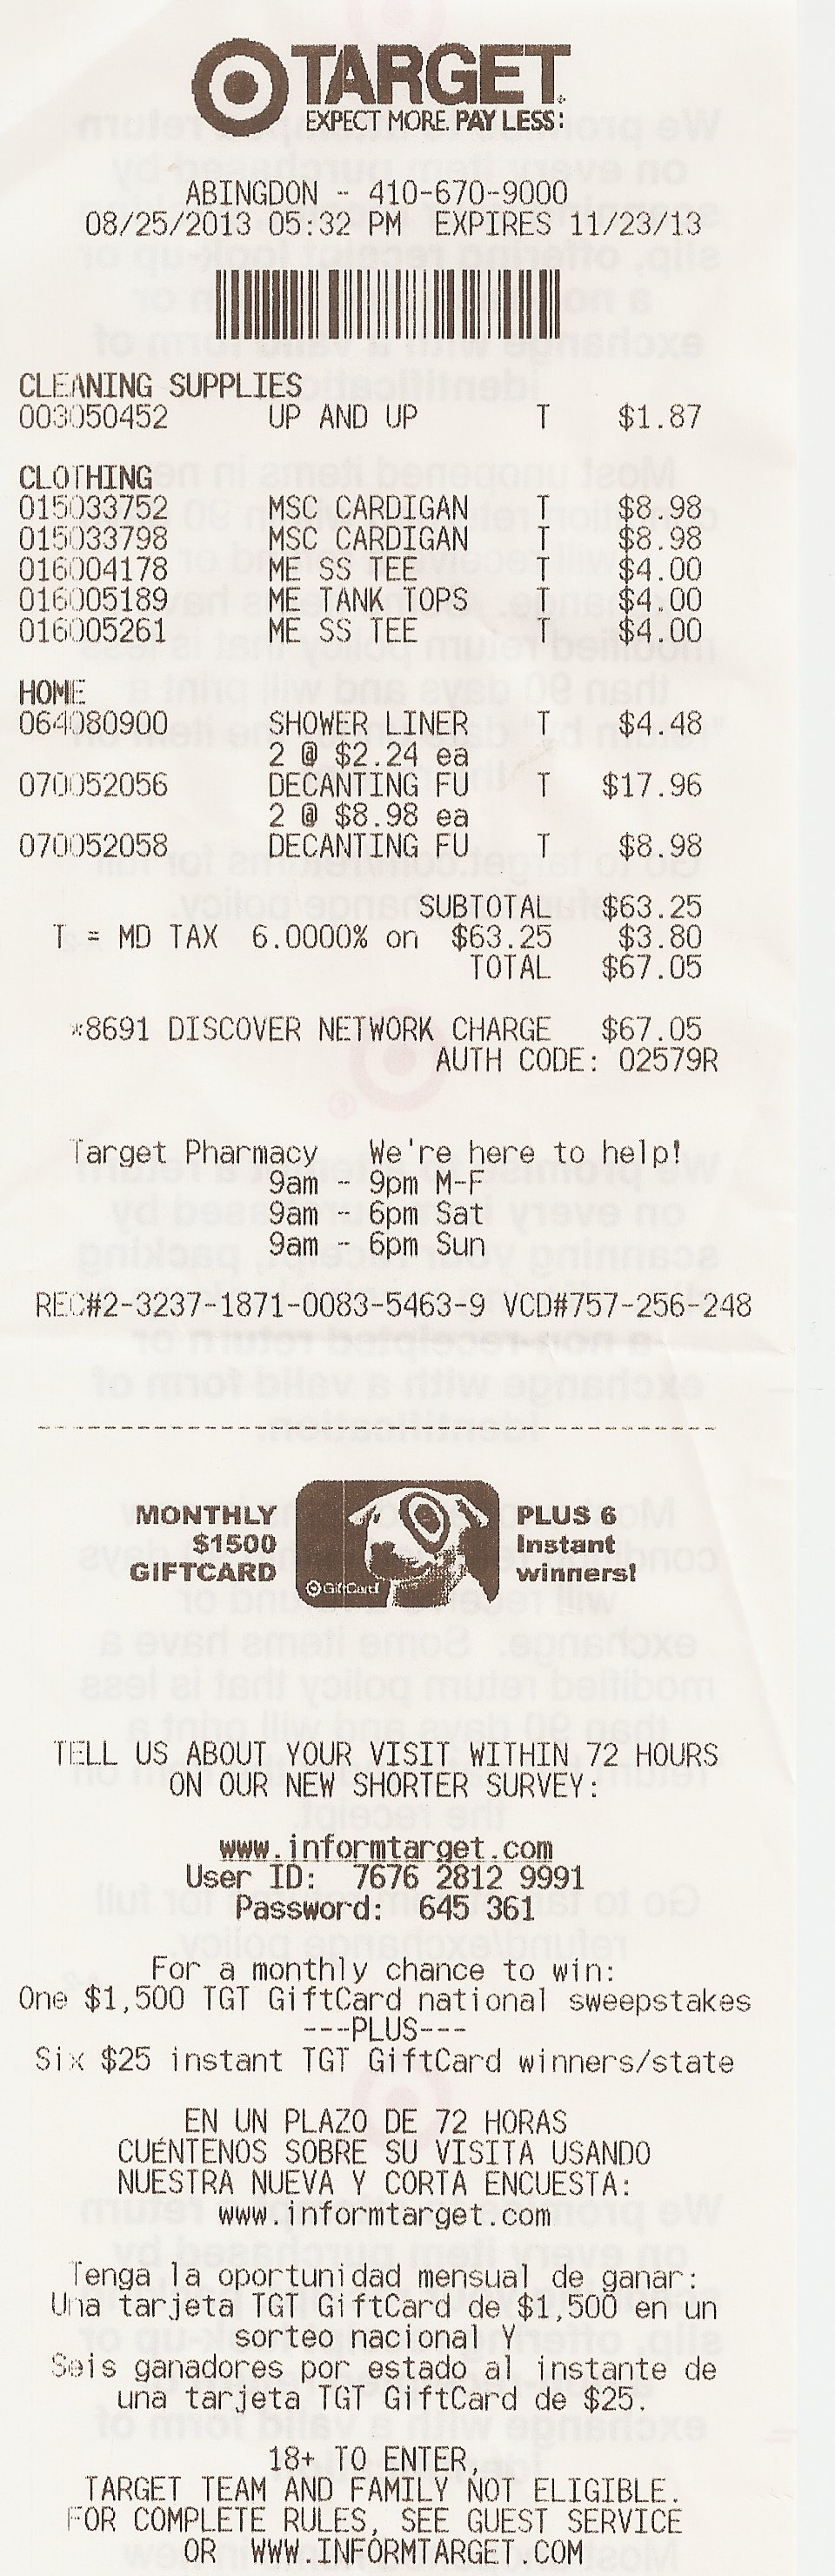 TARGET
EXPECT MORE. PAY LESS.
ABINGDON - 410-670-9000
08/25/2013 05:32 PM EXPIRES 11/23/13
CLEANING SUPPLIES
003050452 UP AND UP T $1.87
CLOTHING
015033752 MSC CARDIGAN T $8.98
015033798 MSC CARDIGAN T $8.98
016004178 ME SS TEE T $4.00
016005189 ME TANK TOPS T $4.00
016005261 ME SS TEE T $4.00
HOME
064080900 SHOWER LINER T $4.48
2 @ $2.24 ea
070052056 DECANTING FU T $17.96
2 @ $8.98 ea
070052058 DECANTING FU T $8.98
SUBTOTAL $63.25
T = MD TAX 6.0000% on $63.25 $3.80
TOTAL $67.05
*8691 DISCOVER NETWORK CHARGE $67.05
AUTH CODE: 02579R
Target Pharmacy We're here to help!
9am - 9pm M-F
9am - 6pm Sat
9am - 6pm Sun
REC#2-3237-1871-0083-5463-9 VCD#757-256-248
MONTHLY
$1500
GIFTCARD
GiftCard
PLUS 6
Instant
winners!
TELL US ABOUT YOUR VISIT WITHIN 72 HOURS
ON OUR NEW SHORTER SURVEY:
www.informtarget.com
User ID: 7676 2812 9991
Password: 645 361
For a monthly chance to win:
One $1,500 TGT GiftCard national sweepstakes
---PLUS---
Six $25 instant TGT GiftCard winners/state
EN UN PLAZO DE 72 HORAS
CUÉNTENOS SOBRE SU VISITA USANDO
NUESTRA NUEVA Y CORTA ENCUESTA:
www.informtarget.com
Tenga la oportunidad mensual de ganar:
Una tarjeta TGT GiftCard de $1,500 en un
sorteo nacional Y
Seis ganadores por estado al instante de
una tarjeta TGT GiftCard de $25.
18+ TO ENTER,
TARGET TEAM AND FAMILY NOT ELIGIBLE.
FOR COMPLETE RULES, SEE GUEST SERVICE
OR WWW.INFORMTARGET.COM